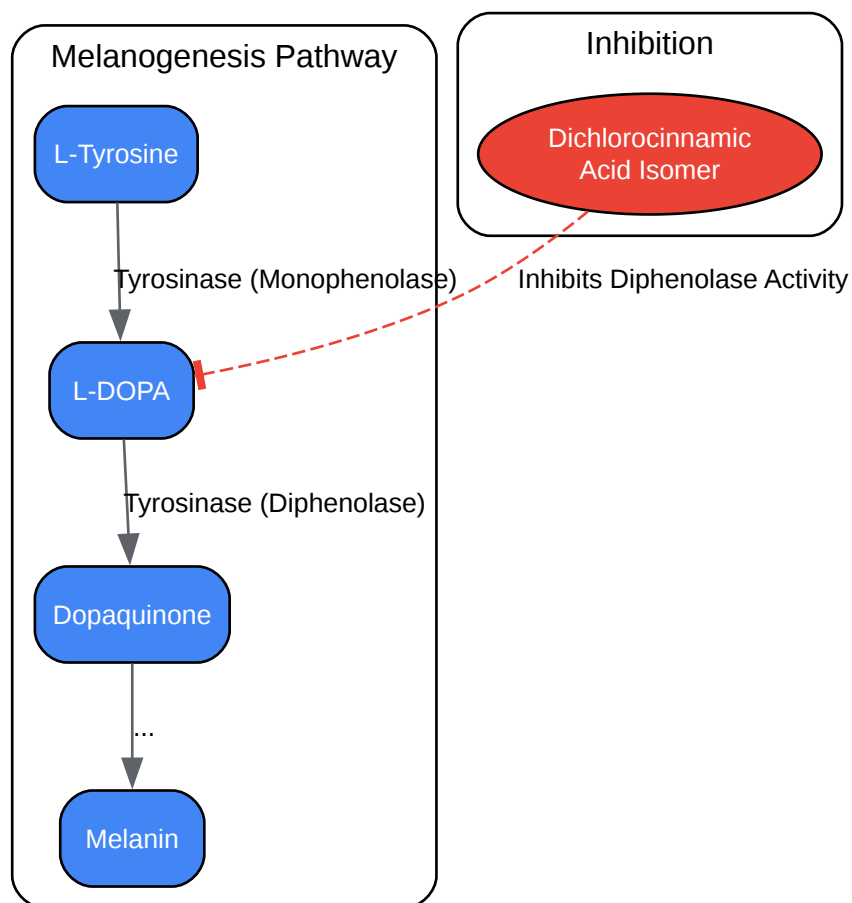 Melanogenesis Pathway
Inhibition
L-Tyrosine
Dichlorocinnamic
Acid Isomer
Tyrosinase (Monophenolase)
Inhibits Diphenolase Activity
L-DOPA
Tyrosinase (Diphenolase)
Dopaquinone
...
Melanin